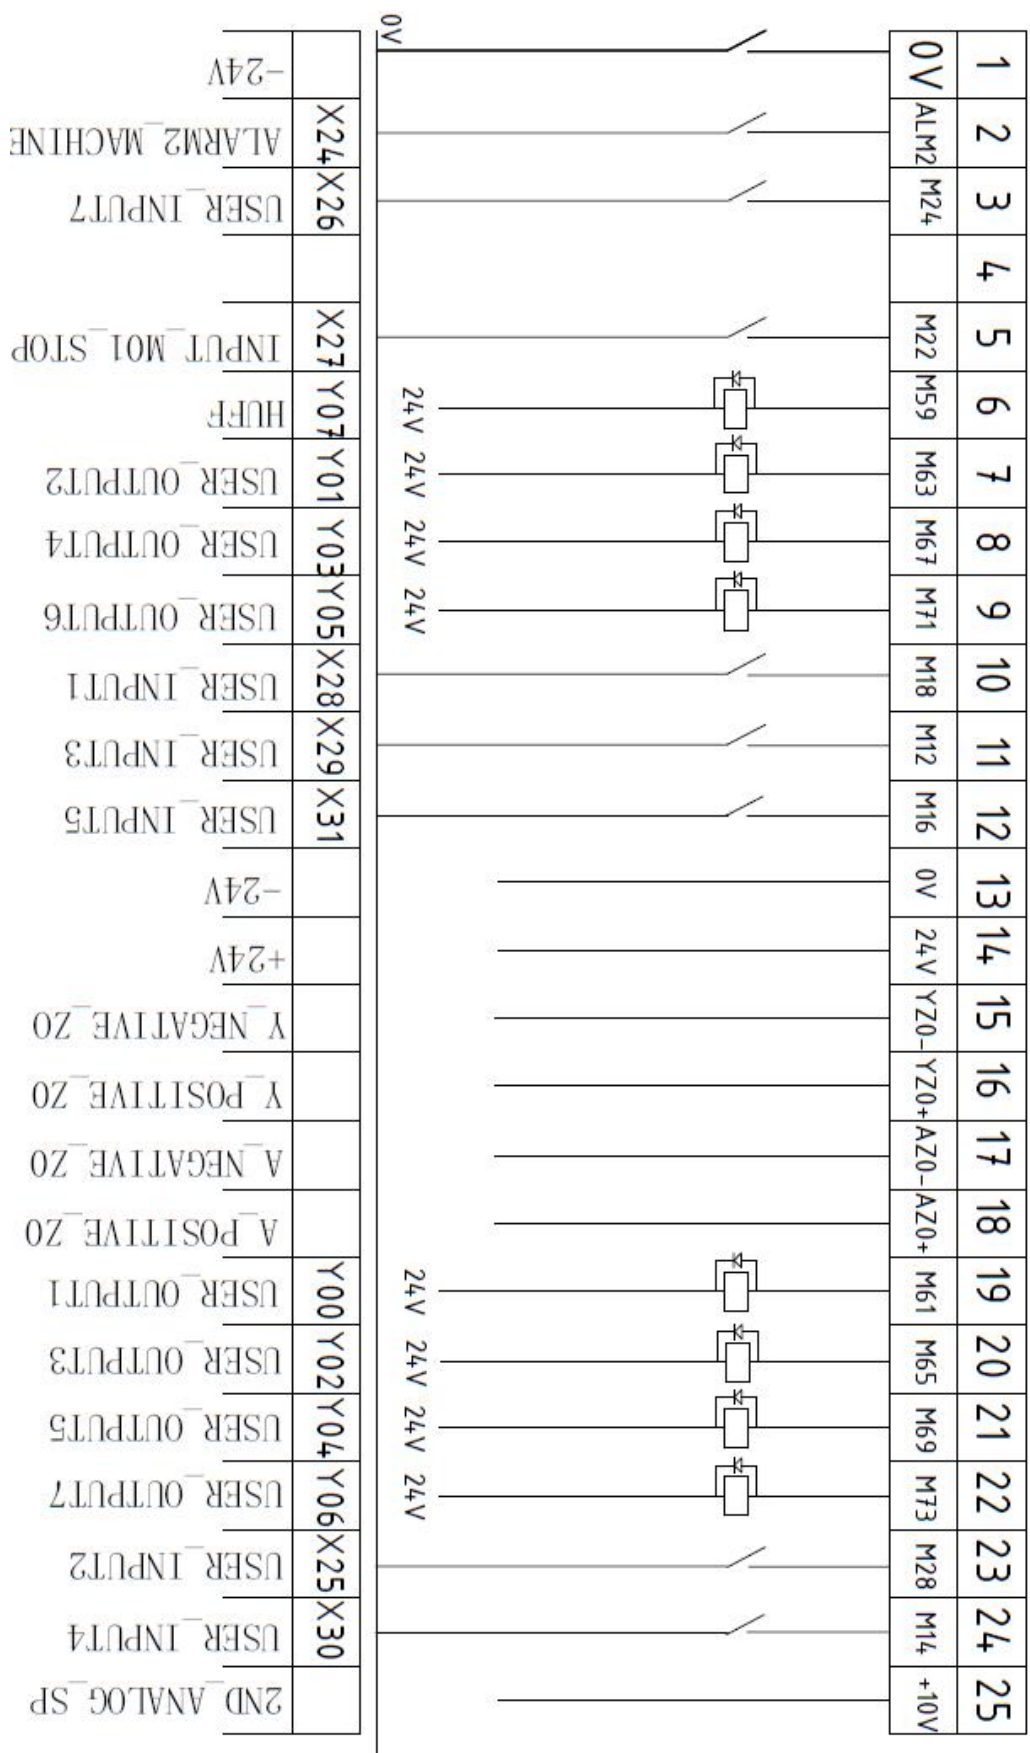 0V
-24V 0V 1
ALARM2_MACHINE X24 ALM2 2
USER_INPUT7 X26 M24 3
4
INPUT_M01_STOP X27 M22 5
HUFF Y07 24V M59 6
USER_OUTPUT2 Y01 24V M63 7
USER_OUTPUT4 Y03 24V M67 8
USER_OUTPUT6 Y05 24V M71 9
USER_INPUT1 X28 M18 10
USER_INPUT3 X29 M12 11
USER_INPUT5 X31 M16 12
-24V 0V 13
+24V 24V 14
Y_NEGATIVE_Z0 YZ0- 15
Y_POSITIVE_Z0 YZ0+ 16
A_NEGATIVE_Z0 AZ0- 17
A_POSITIVE_Z0 AZ0+ 18
USER_OUTPUT1 Y00 24V M61 19
USER_OUTPUT3 Y02 24V M65 20
USER_OUTPUT5 Y04 24V M69 21
USER_OUTPUT7 Y06 24V M73 22
USER_INPUT2 X25 M28 23
USER_INPUT4 X30 M14 24
2ND_ANALOG_SP +10V 25